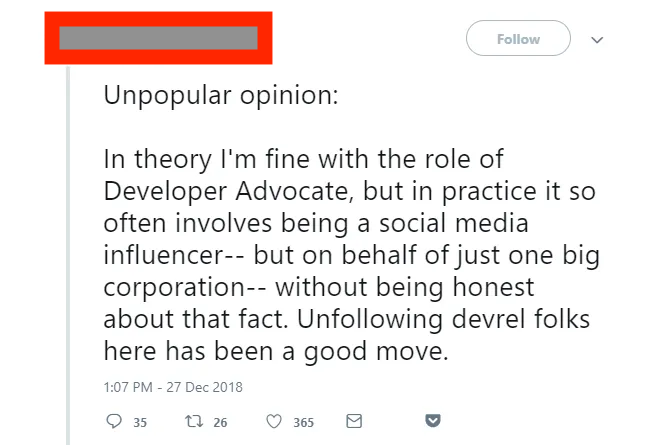 Follow
Unpopular opinion:
In theory I'm fine with the role of
Developer Advocate, but in practice it so
often involves being a social media
influencer-- but on behalf of just one big
corporation-- without being honest
about that fact. Unfollowing devrel folks
here has been a good move.
1:07 PM - 27 Dec 2018
35 26 365